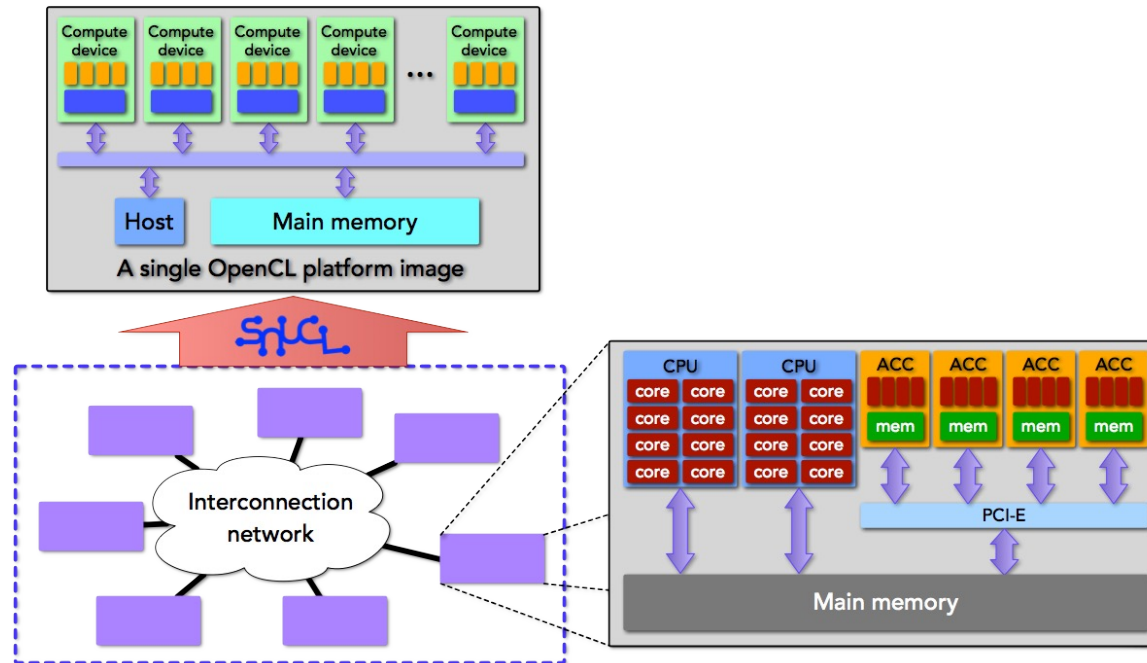 Compute device
Compute device
Compute device
Compute device
...
Compute device
Host
Main memory
A single OpenCL platform image
SnUCL
Interconnection
network
CPU
core core
core core
core core
core core
CPU
core core
core core
core core
core core
ACC
mem
ACC
mem
ACC
mem
ACC
mem
PCI-E
Main memory